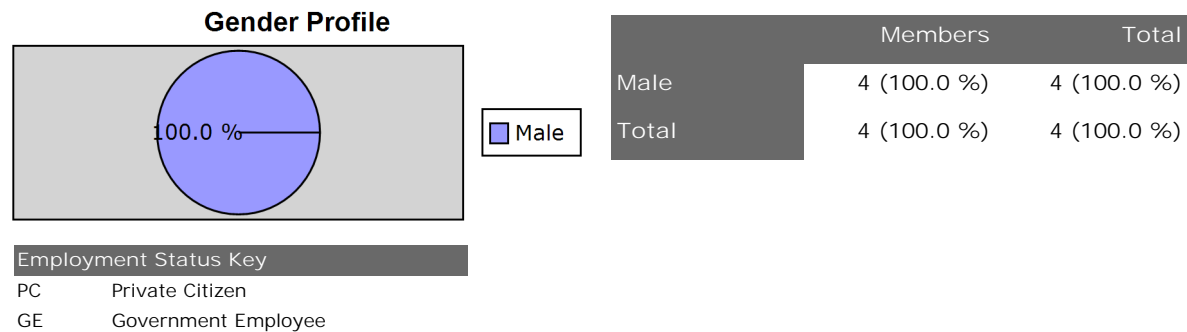 Gender Profile
100.0 %
Male
Members Total
Male 4 (100.0 %) 4 (100.0 %)
Total 4 (100.0 %) 4 (100.0 %)
Employment Status Key
PC Private Citizen
GE Government Employee